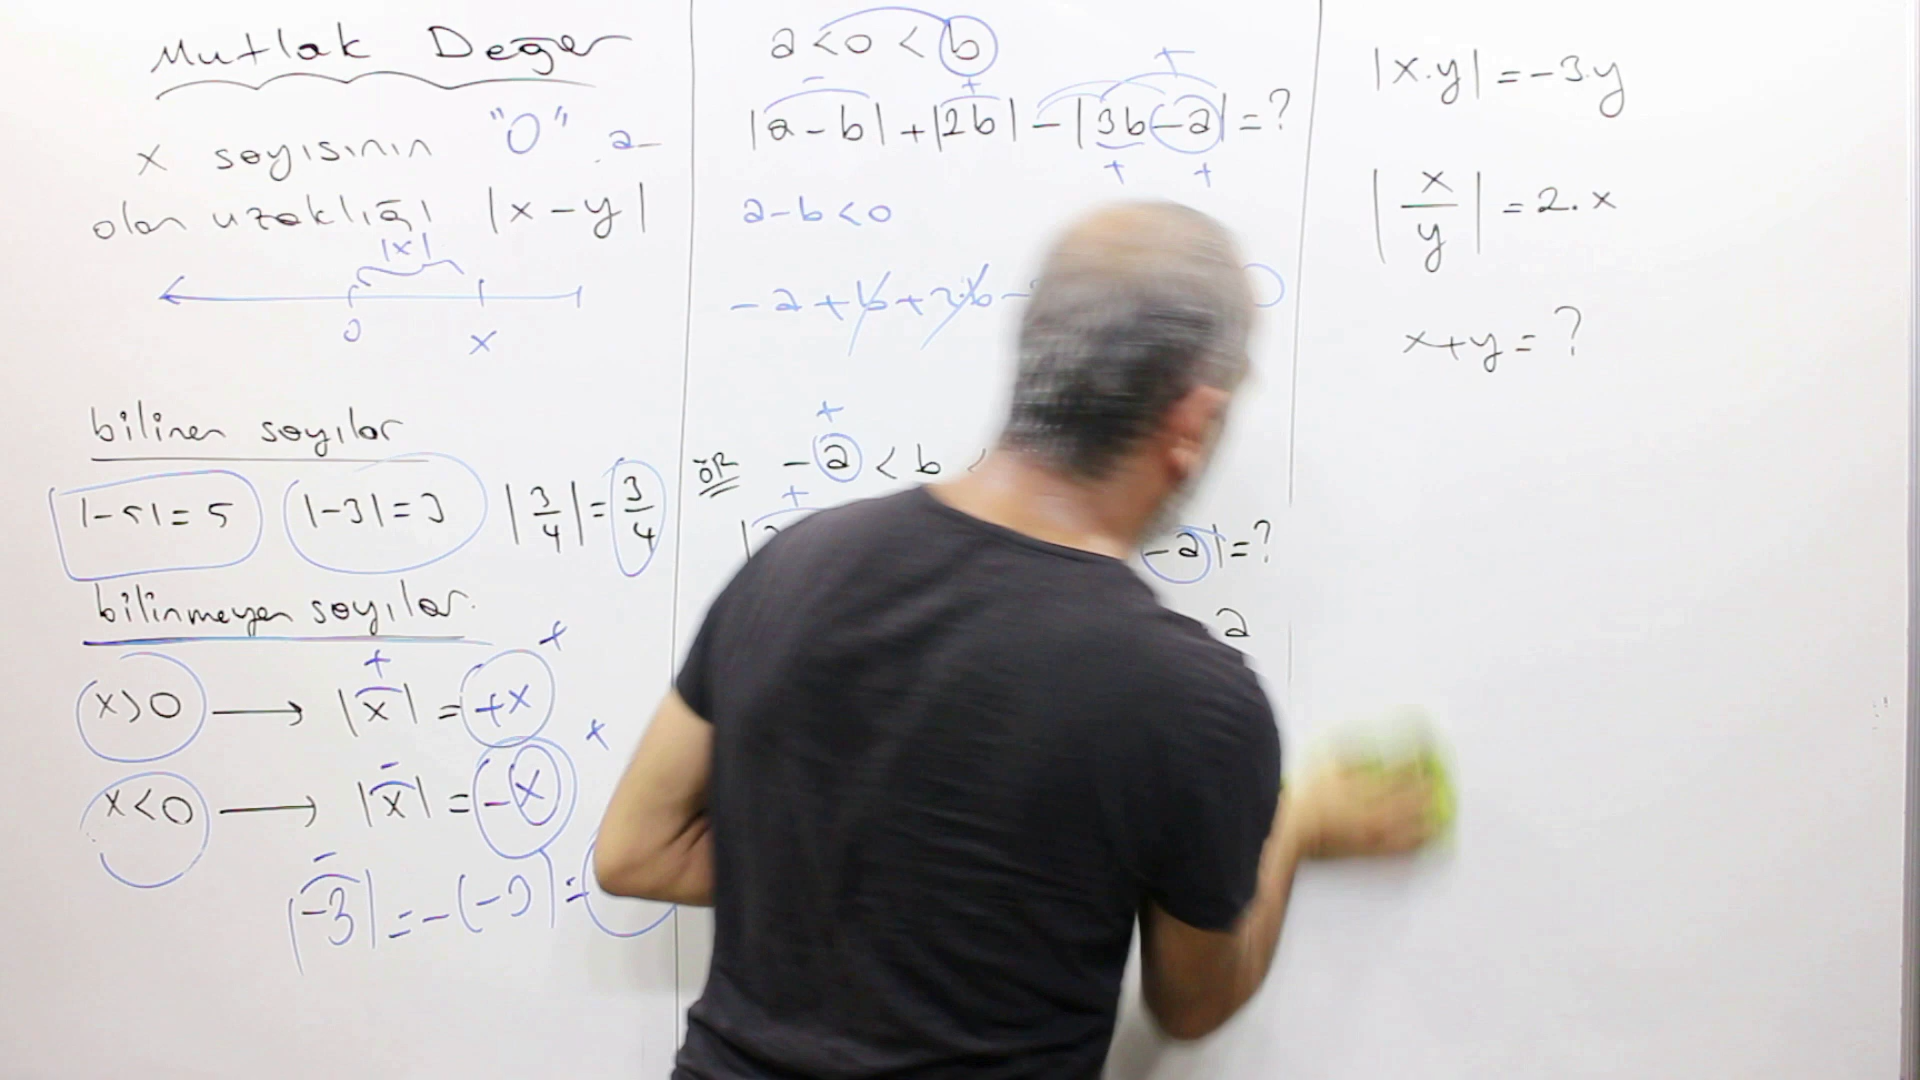 Mutlak Değer
x sayısının "0" a
olan uzaklığı |x-y|
|x|
0 x
bilinen sayılar
|-5|=5 |-3|=3 |3/4|=3/4
bilinmeyen sayılar.
+
+
x>0 → |x| = +x
- +
x<0 → |x| = -x
-
|-3| = -(-3) =
a<0<b
- + +
|a-b|+|2b|-|3b-a|=?
+ +
a-b<0
-a+b+2b-
+
ÖR -a<b<
+
-a|=?
a
|x.y|=-3.y
|x/y|=2.x
x+y=?